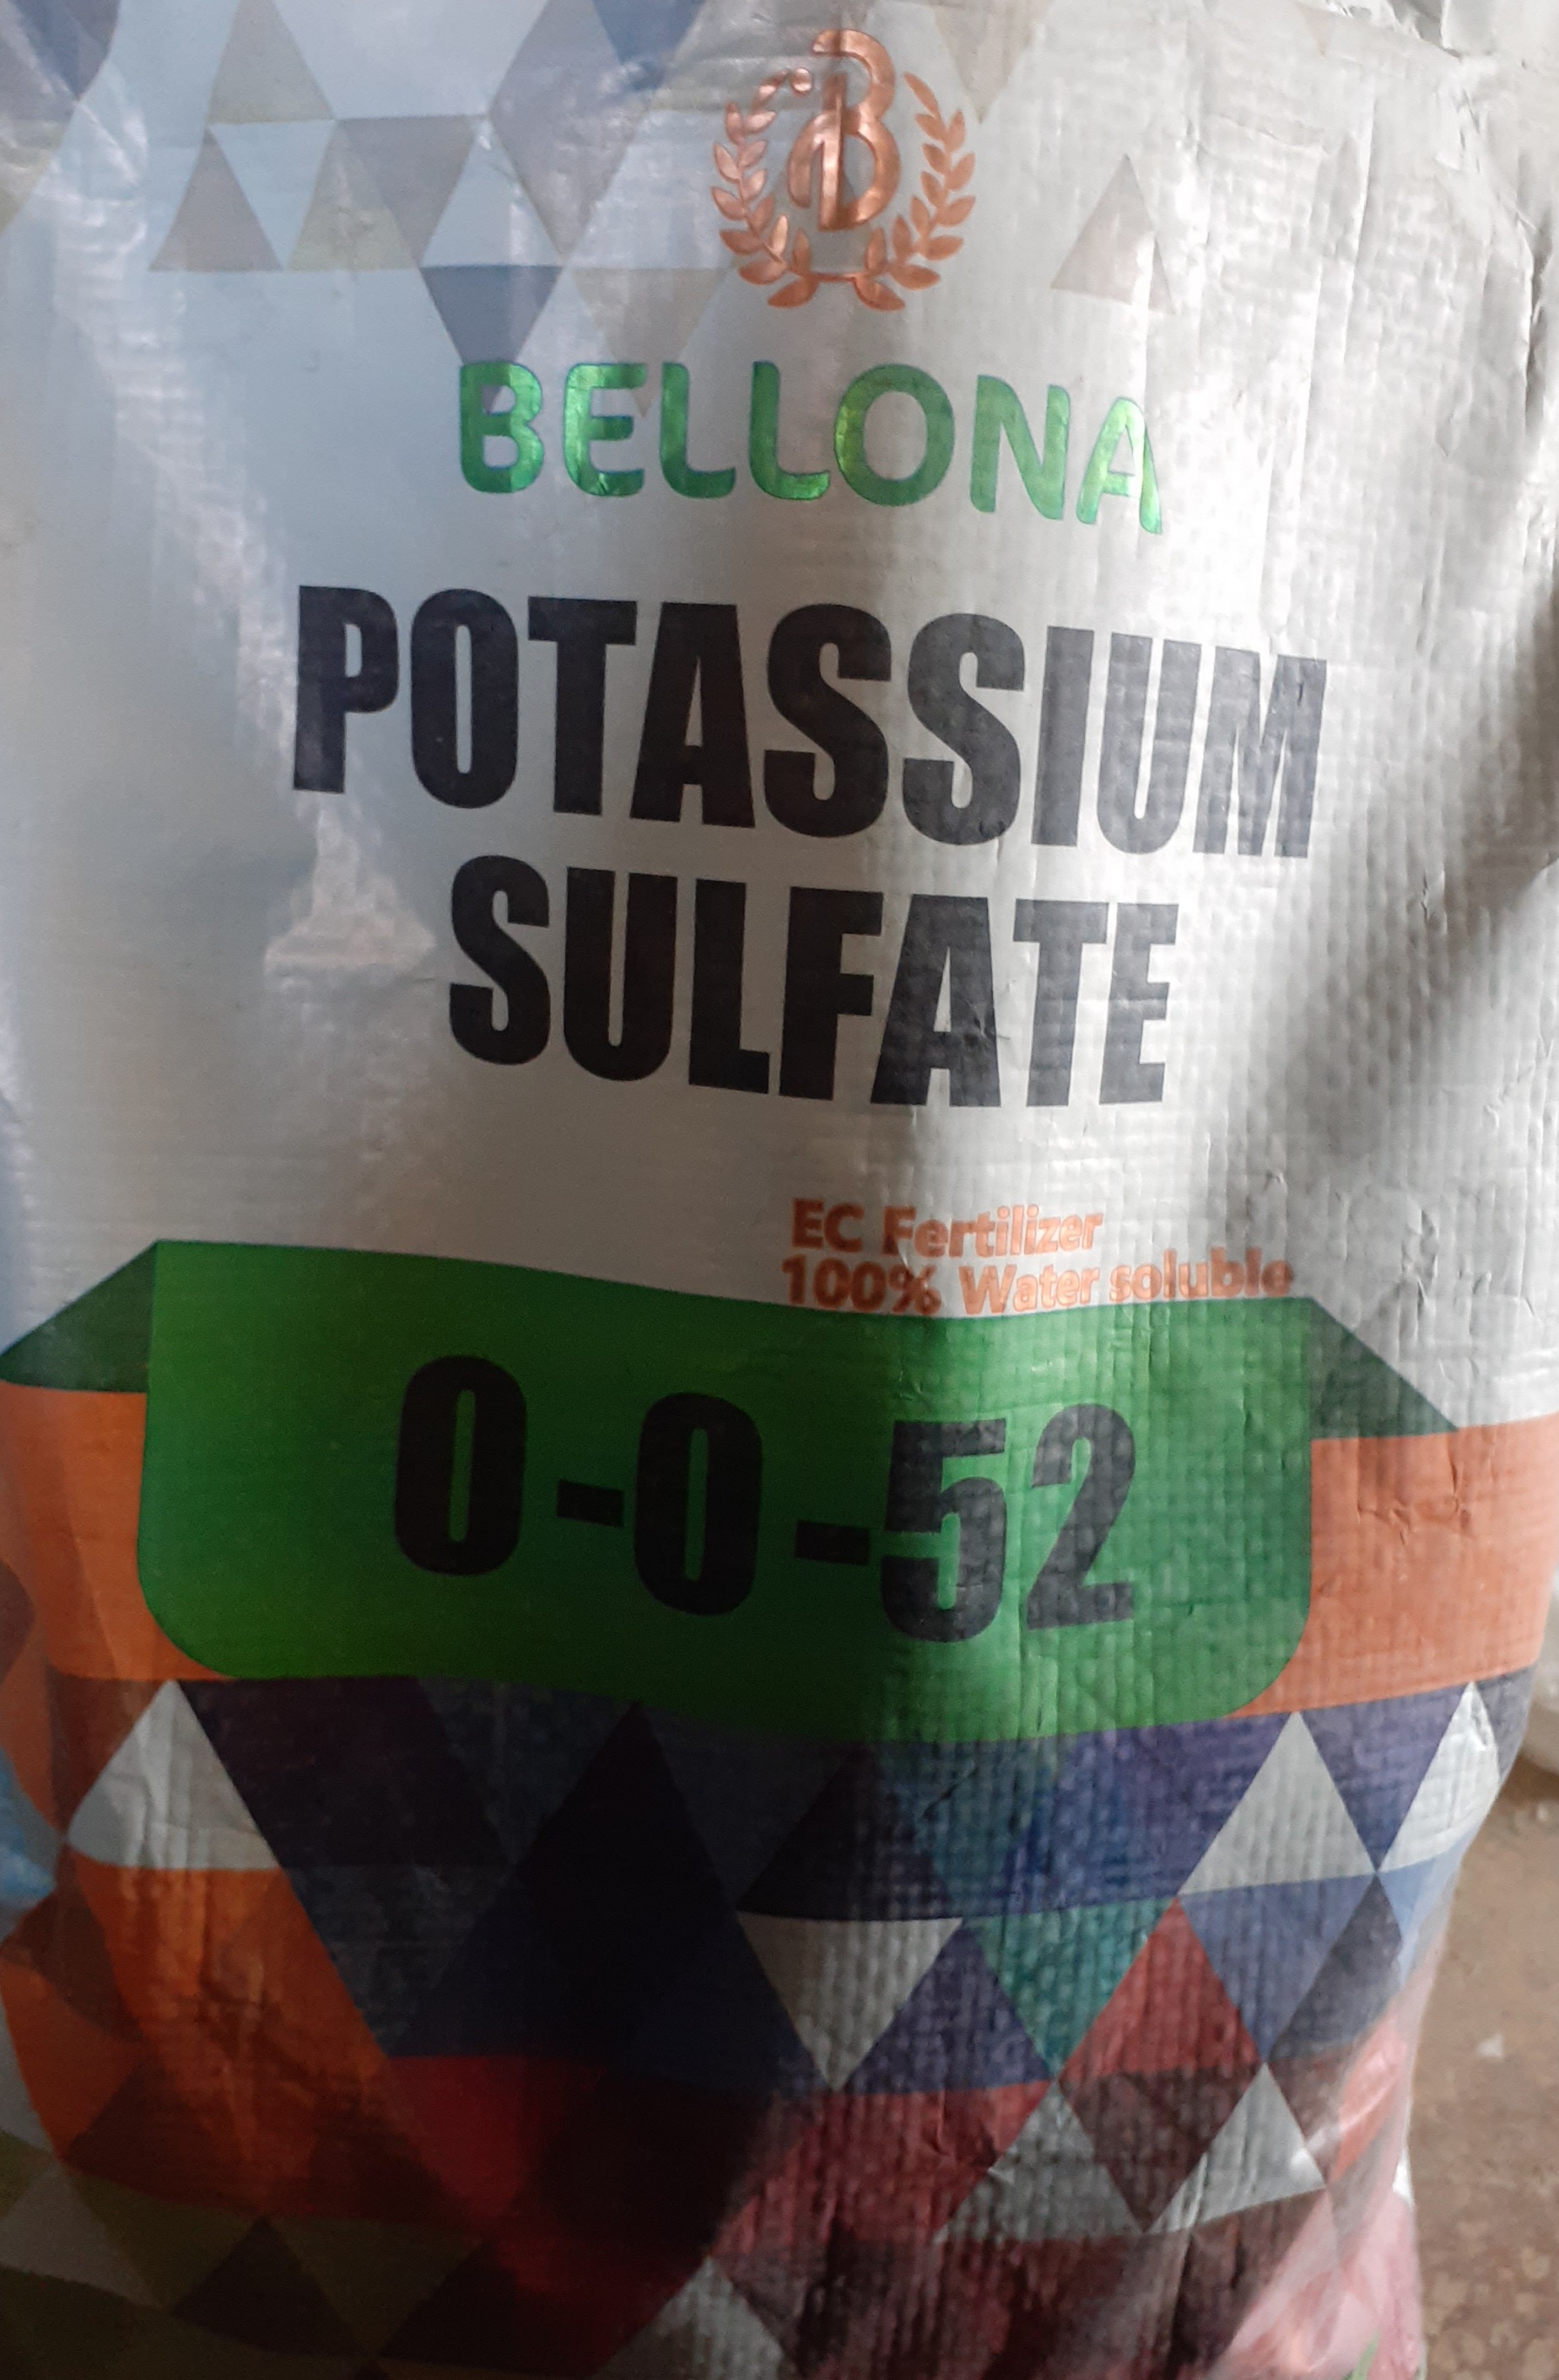 BELLONA
POTASSIUM
SULFATE
EC Fertilizer
100% Water soluble
0-0-52